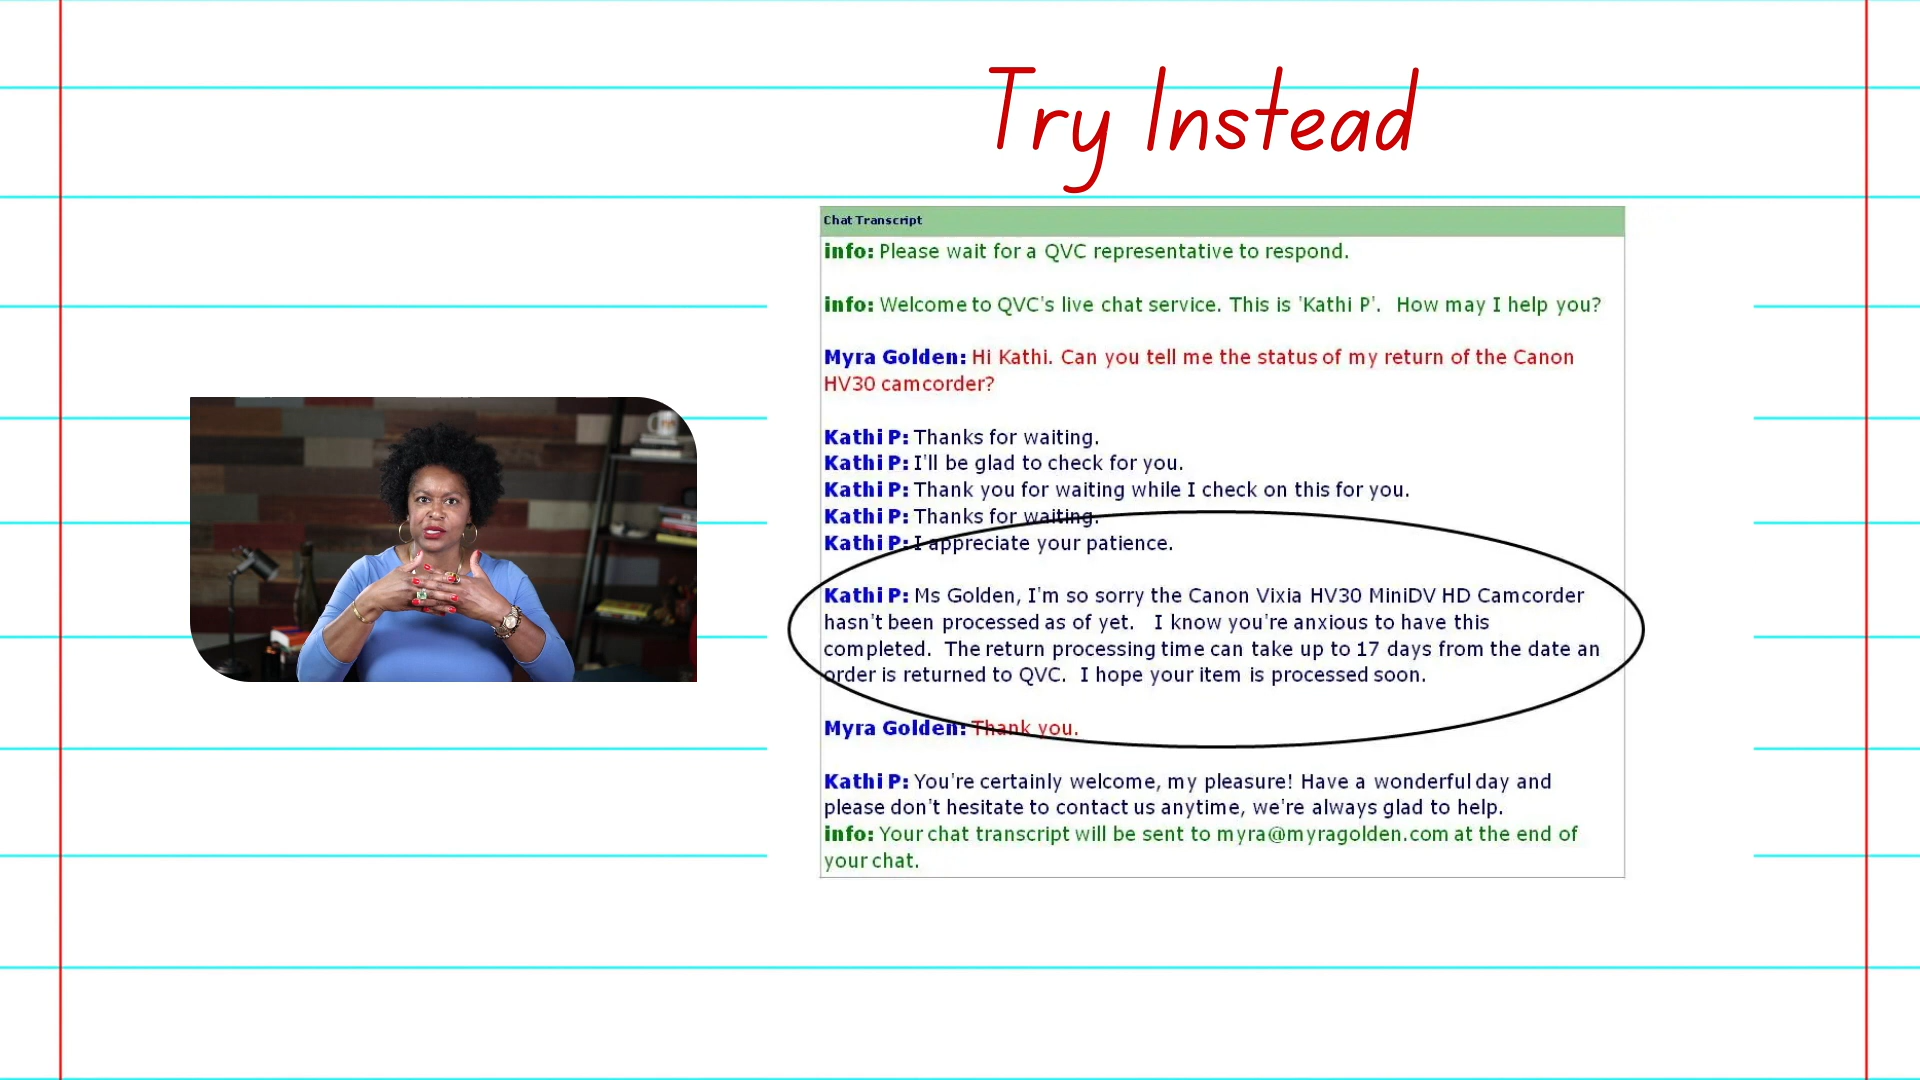 Try Instead
Chat Transcript
info: Please wait for a QVC representative to respond.
info: Welcome to QVC's live chat service. This is 'Kathi P'.  How may I help you?
Myra Golden: Hi Kathi. Can you tell me the status of my return of the Canon
HV30 camcorder?
Kathi P: Thanks for waiting.
Kathi P: I'll be glad to check for you.
Kathi P: Thank you for waiting while I check on this for you.
Kathi P: Thanks for waiting.
Kathi P: I appreciate your patience.
Kathi P: Ms Golden, I'm so sorry the Canon Vixia HV30 MiniDV HD Camcorder
hasn't been processed as of yet.   I know you're anxious to have this
completed.  The return processing time can take up to 17 days from the date an
order is returned to QVC.  I hope your item is processed soon.
Myra Golden: Thank you.
Kathi P: You're certainly welcome, my pleasure! Have a wonderful day and
please don't hesitate to contact us anytime, we're always glad to help.
info: Your chat transcript will be sent to myra@myragolden.com at the end of
your chat.